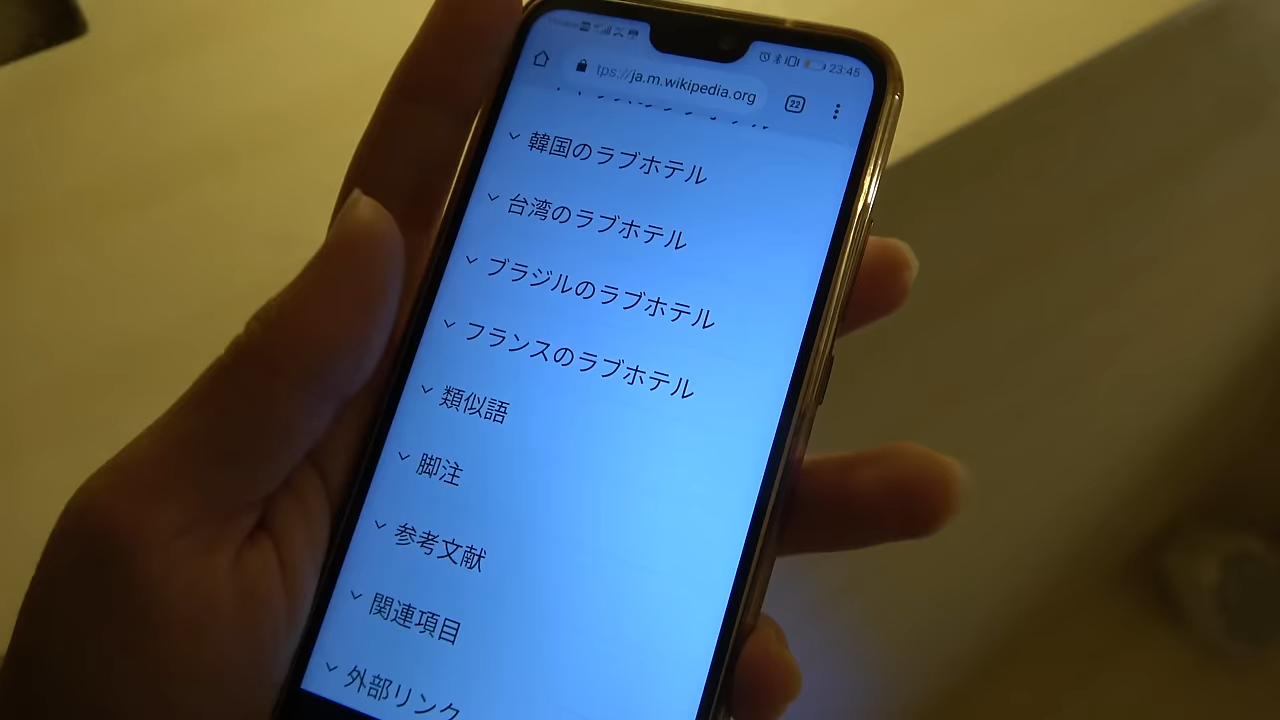 23:45
tps://ja.m.wikipedia.org
22
韓国のラブホテル
台湾のラブホテル
ブラジルのラブホテル
フランスのラブホテル
類似語
脚注
参考文献
関連項目
外部リンク